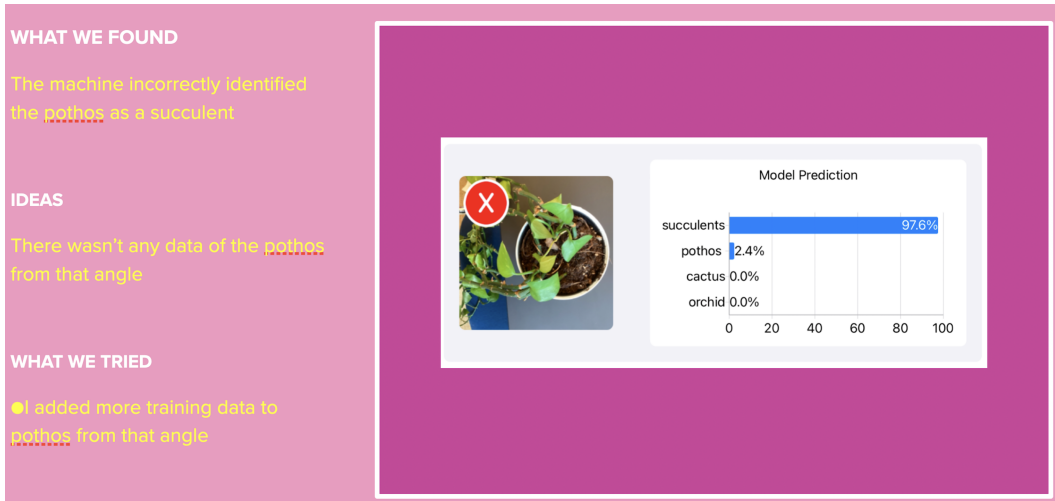 WHAT WE FOUND
The machine incorrectly identified
the pothos as a succulent
IDEAS
There wasn't any data of the pothos
from that angle
WHAT WE TRIED
●I added more training data to
pothos from that angle
X
Model Prediction
succulents 97.6%
pothos 2.4%
cactus 0.0%
orchid 0.0%
0 20 40 60 80 100